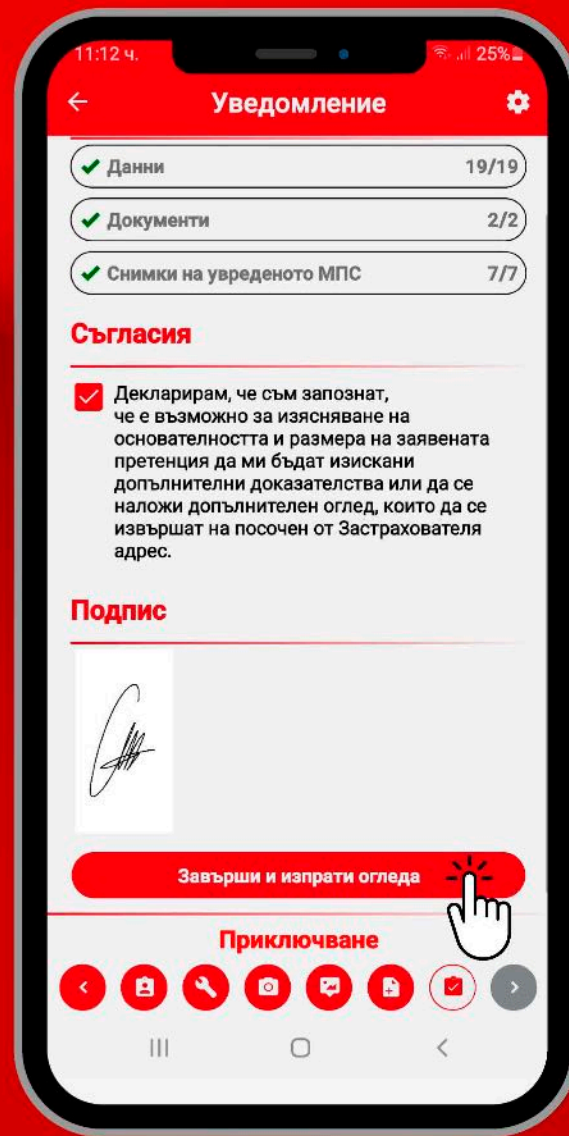 11:12 ч.
25%
Уведомление
Данни
19/19
Документи
2/2
Снимки на увреденото МПС
7/7
Съгласия
Декларирам, че съм запознат,
че е възможно за изясняване на
основателността и размера на заявената
претенция да ми бъдат изискани
допълнителни доказателства или да се
наложи допълнителен оглед, които да се
извършат на посочен от Застрахователя
адрес.
Подпис
Завърши и изпрати огледа
Приключване